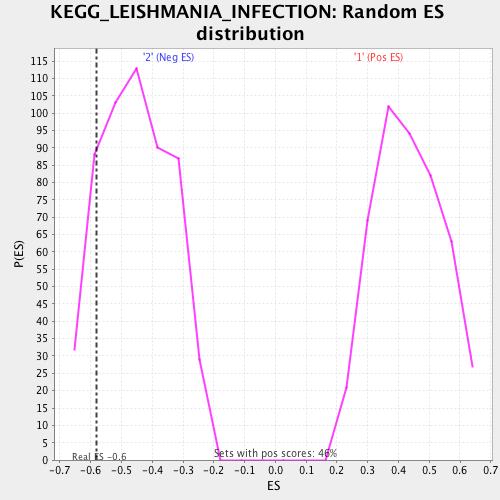 KEGG_LEISHMANIA_INFECTION: Random ES
distribution
'2' (Neg ES)
'1' (Pos ES)
P(ES)
115
110
105
100
95
90
85
80
75
70
65
60
55
50
45
40
35
30
25
20
15
10
5
0
Real ES -0.6
Sets with pos scores: 46%
-0.7 -0.6 -0.5 -0.4 -0.3 -0.2 -0.1 0.0 0.1 0.2 0.3 0.4 0.5 0.6 0.7
ES